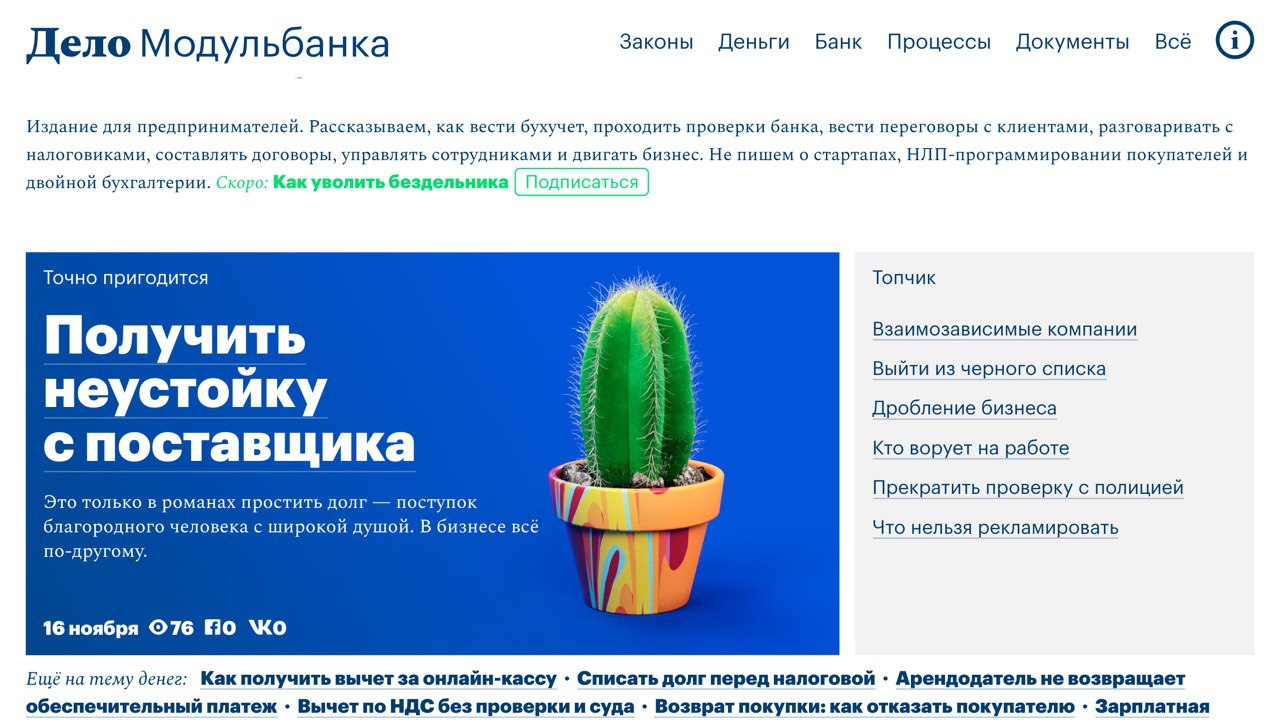 Дело Модульбанка
Законы Деньги Банк Процессы Документы Всё i
Издание для предпринимателей. Рассказываем, как вести бухучет, проходить проверки банка, вести переговоры с клиентами, разговаривать с
налоговиками, составлять договоры, управлять сотрудниками и двигать бизнес. Не пишем о стартапах, НЛП-программировании покупателей и
двойной бухгалтерии. Скоро: Как уволить бездельника Подписаться
Точно пригодится
Получить
неустойку
с поставщика
Это только в романах простить долг — поступок
благородного человека с широкой душой. В бизнесе всё
по-другому.
16 ноября 76 0 0
Топчик
Взаимозависимые компании
Выйти из черного списка
Дробление бизнеса
Кто ворует на работе
Прекратить проверку с полицией
Что нельзя рекламировать
Ещё на тему денег: Как получить вычет за онлайн-кассу · Списать долг перед налоговой · Арендодатель не возвращает
обеспечительный платеж · Вычет по НДС без проверки и суда · Возврат покупки: как отказать покупателю · Зарплатная